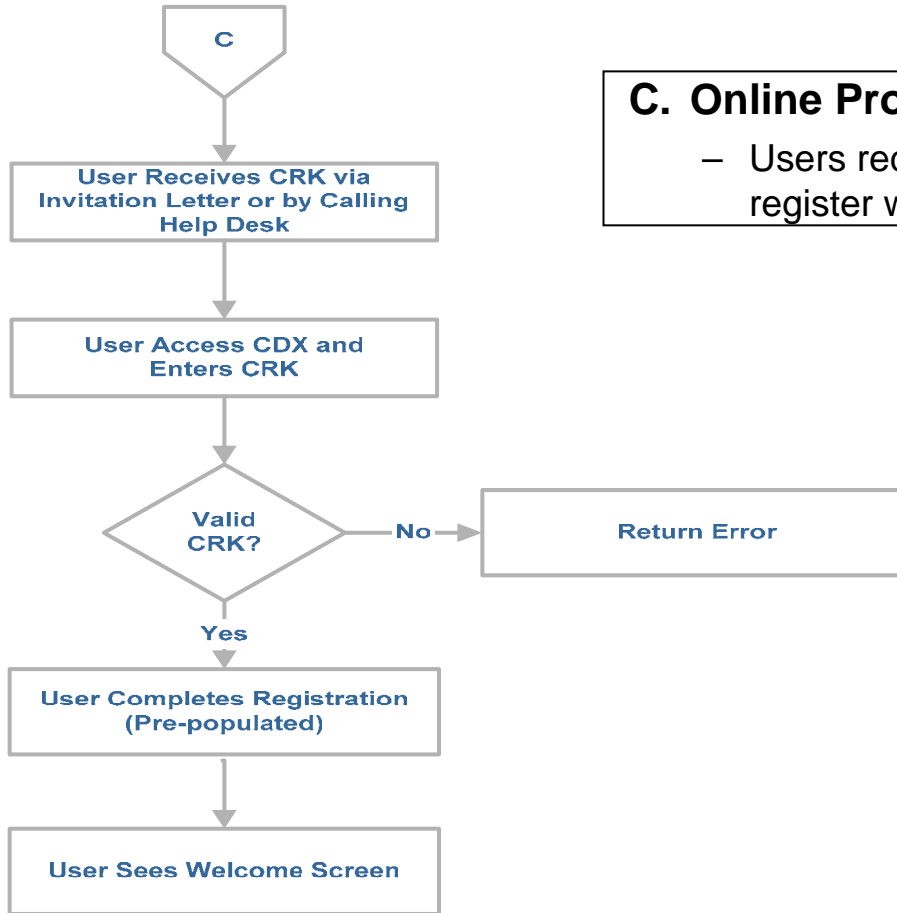 C
C. Online Pro
– Users rec
register w
User Receives CRK via
Invitation Letter or by Calling
Help Desk
User Access CDX and
Enters CRK
Valid
CRK?
No
Return Error
Yes
User Completes Registration
(Pre-populated)
User Sees Welcome Screen